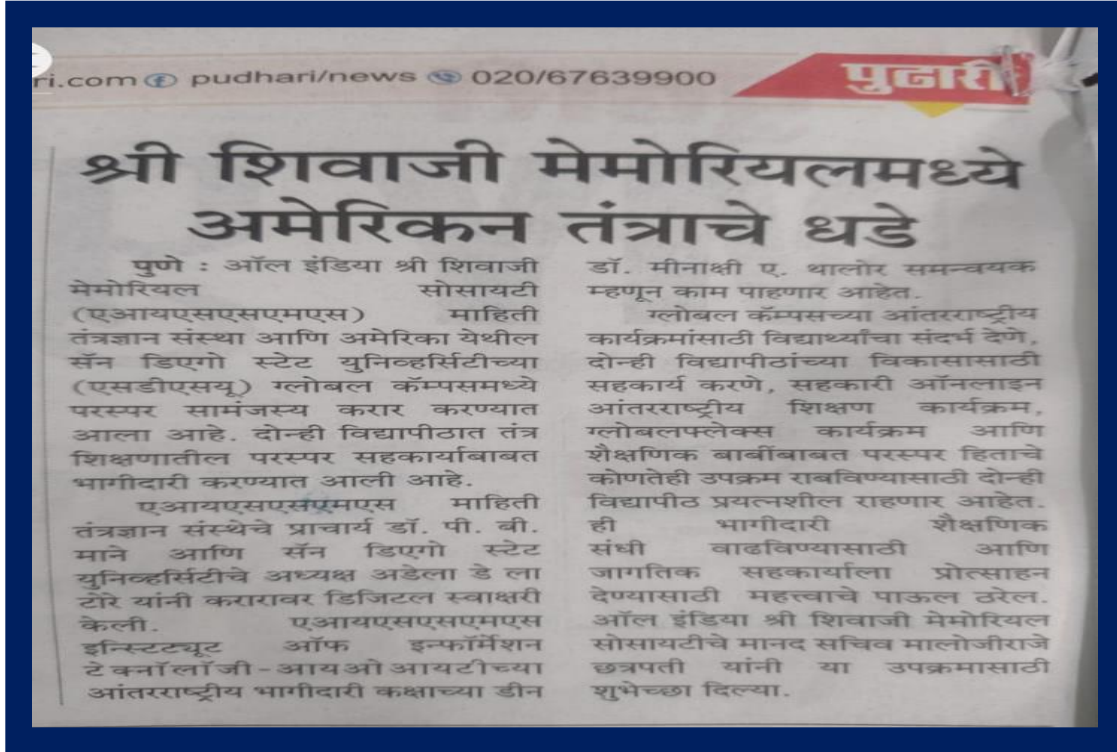 ri.com pudhari/news 020/67639900
पुढारी
श्री शिवाजी मेमोरियलमध्ये
अमेरिकन तंत्राचे धडे
पुणे : ऑल इंडिया श्री शिवाजी
मेमोरियल सोसायटी
(एआयएसएसएमएस) माहिती
तंत्रज्ञान संस्था आणि अमेरिका येथील
सॅन डिएगो स्टेट युनिव्हर्सिटीच्या
(एसडीएसयू) ग्लोबल कॅम्पसमध्ये
परस्पर सामंजस्य करार करण्यात
आला आहे. दोन्ही विद्यापीठात तंत्र
शिक्षणातील परस्पर सहकार्याबाबत
भागीदारी करण्यात आली आहे.
एआयएसएसएमएस माहिती
तंत्रज्ञान संस्थेचे प्राचार्य डॉ. पी. बी.
माने आणि सॅन डिएगो स्टेट
युनिव्हर्सिटीचे अध्यक्ष अडेला डे ला
टोरे यांनी करारावर डिजिटल स्वाक्षरी
केली. एआयएसएसएमएस
इन्स्टिट्यूट ऑफ इन्फॉर्मेशन
टेक्नॉलॉजी-आयओआयटीच्या
आंतरराष्ट्रीय भागीदारी कक्षाच्या डीन
डॉ. मीनाक्षी ए. थालोर समन्वयक
म्हणून काम पाहणार आहेत.
ग्लोबल कॅम्पसच्या आंतरराष्ट्रीय
कार्यक्रमांसाठी विद्यार्थ्यांचा संदर्भ देणे,
दोन्ही विद्यापीठांच्या विकासासाठी
सहकार्य करणे, सहकारी ऑनलाइन
आंतरराष्ट्रीय शिक्षण कार्यक्रम,
ग्लोबलफ्लेक्स कार्यक्रम आणि
शैक्षणिक बाबींबाबत परस्पर हिताचे
कोणतेही उपक्रम राबविण्यासाठी दोन्ही
विद्यापीठ प्रयत्नशील राहणार आहेत.
ही भागीदारी शैक्षणिक
संधी वाढविण्यासाठी आणि
जागतिक सहकार्याला प्रोत्साहन
देण्यासाठी महत्त्वाचे पाऊल ठरेल.
ऑल इंडिया श्री शिवाजी मेमोरियल
सोसायटीचे मानद सचिव मालोजीराजे
छत्रपती यांनी या उपक्रमासाठी
शुभेच्छा दिल्या.